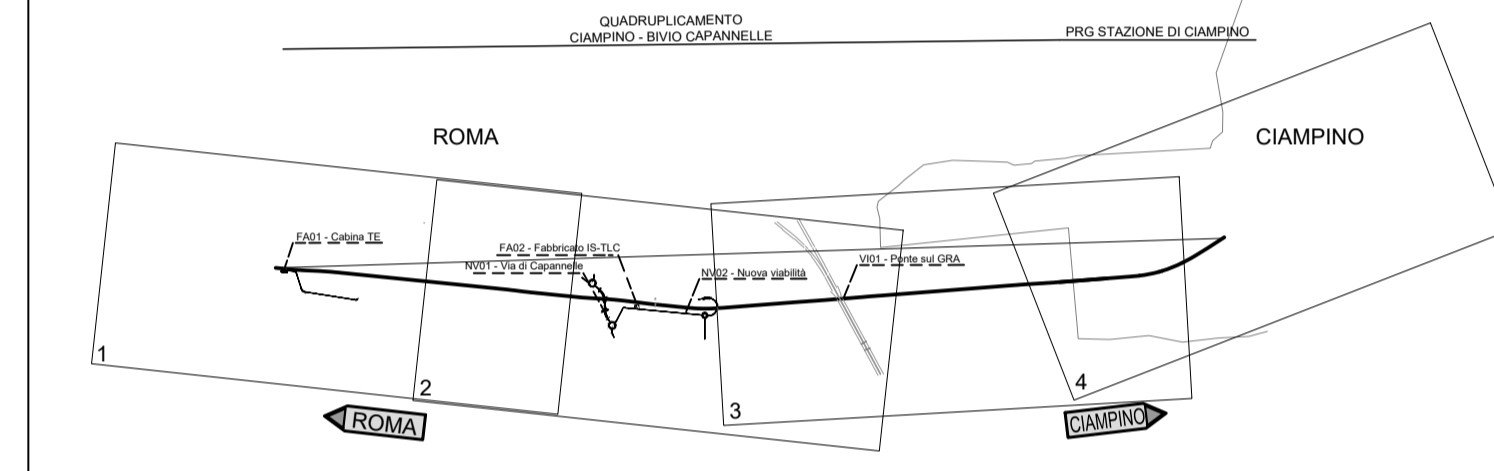 QUADRUPLICAMENTO
CIAMPINO - BIVIO CAPANNELLE
PRG STAZIONE DI CIAMPINO
ROMA
CIAMPINO
FA01 - Cabina TE
FA02 - Fabbricato IS-TLC
NV01 - Via di Capannelle
NV02 - Nuova viabilità
VI01 - Ponte sul GRA
1
2
3
4
ROMA
CIAMPINO